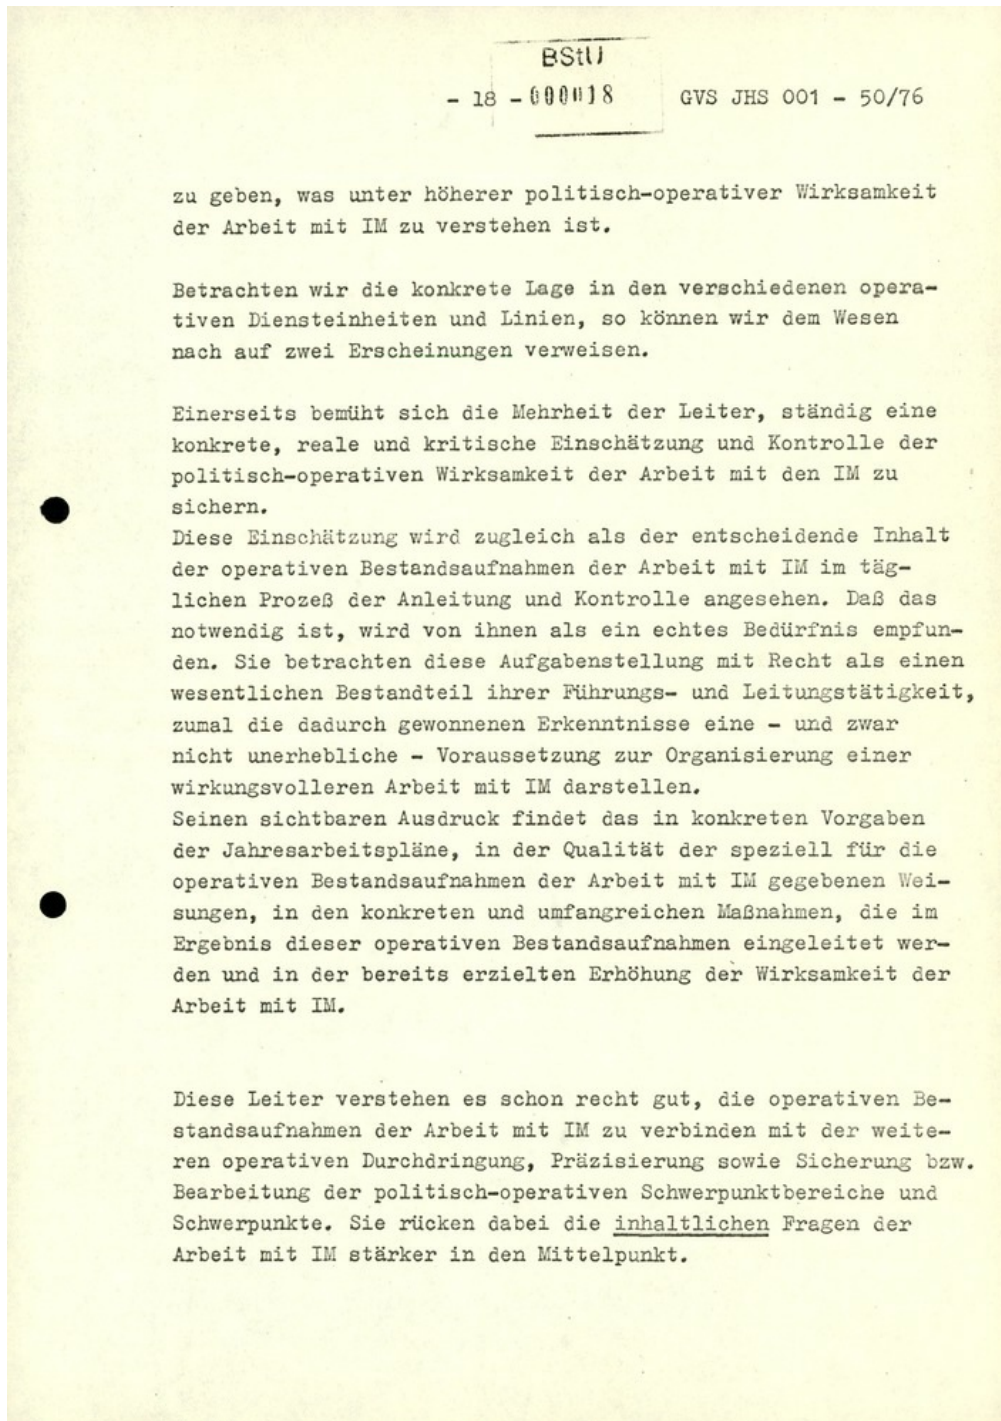 BStU
- 18 - 000018 GVS JHS 001 - 50/76
zu geben, was unter höherer politisch-operativer Wirksamkeit
der Arbeit mit IM zu verstehen ist.
Betrachten wir die konkrete Lage in den verschiedenen opera-
tiven Diensteinheiten und Linien, so können wir dem Wesen
nach auf zwei Erscheinungen verweisen.
Einerseits bemüht sich die Mehrheit der Leiter, ständig eine
konkrete, reale und kritische Einschätzung und Kontrolle der
politisch-operativen Wirksamkeit der Arbeit mit den IM zu
sichern.
Diese Einschätzung wird zugleich als der entscheidende Inhalt
der operativen Bestandsaufnahmen der Arbeit mit IM im täg-
lichen Prozeß der Anleitung und Kontrolle angesehen. Daß das
notwendig ist, wird von ihnen als ein echtes Bedürfnis empfun-
den. Sie betrachten diese Aufgabenstellung mit Recht als einen
wesentlichen Bestandteil ihrer Führungs- und Leitungstätigkeit,
zumal die dadurch gewonnenen Erkenntnisse eine - und zwar
nicht unerhebliche - Voraussetzung zur Organisierung einer
wirkungsvolleren Arbeit mit IM darstellen.
Seinen sichtbaren Ausdruck findet das in konkreten Vorgaben
der Jahresarbeitspläne, in der Qualität der speziell für die
operativen Bestandsaufnahmen der Arbeit mit IM gegebenen Wei-
sungen, in den konkreten und umfangreichen Maßnahmen, die im
Ergebnis dieser operativen Bestandsaufnahmen eingeleitet wer-
den und in der bereits erzielten Erhöhung der Wirksamkeit der
Arbeit mit IM.
Diese Leiter verstehen es schon recht gut, die operativen Be-
standsaufnahmen der Arbeit mit IM zu verbinden mit der weite-
ren operativen Durchdringung, Präzisierung sowie Sicherung bzw.
Bearbeitung der politisch-operativen Schwerpunktbereiche und
Schwerpunkte. Sie rücken dabei die inhaltlichen Fragen der
Arbeit mit IM stärker in den Mittelpunkt.